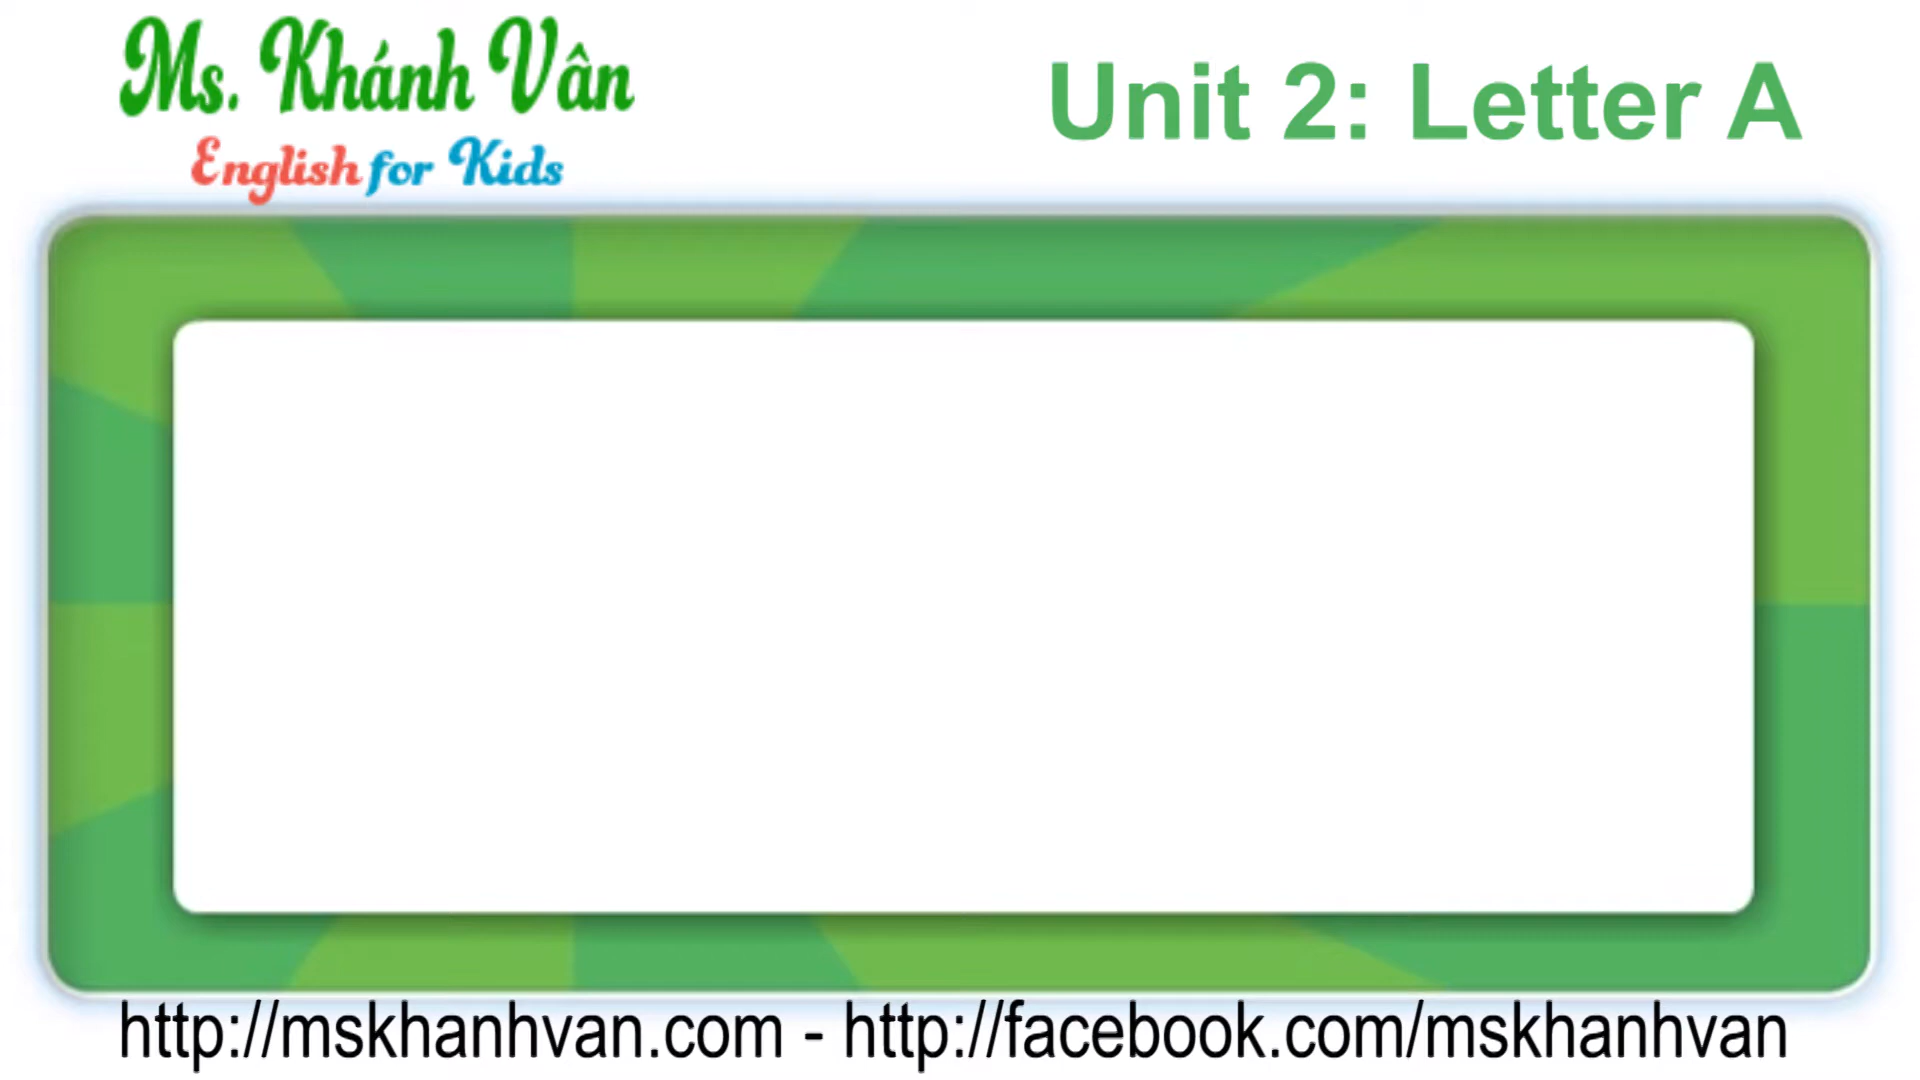 Ms. Khánh Vân
English for Kids
Unit 2: Letter A
http://mskhanhvan.com - http://facebook.com/mskhanhvan